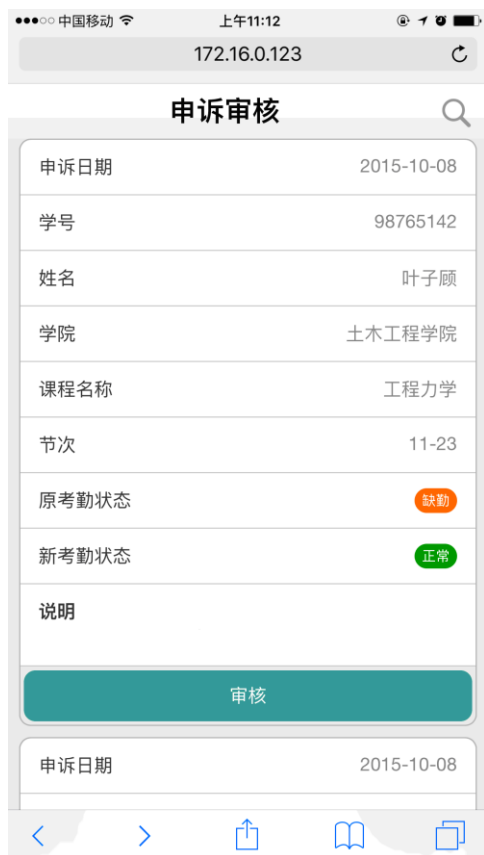 中国移动 上午11:12
172.16.0.123
申诉审核
申诉日期 2015-10-08
学号 98765142
姓名 叶子顾
学院 土木工程学院
课程名称 工程力学
节次 11-23
原考勤状态 缺勤
新考勤状态 正常
说明
审核
申诉日期 2015-10-08